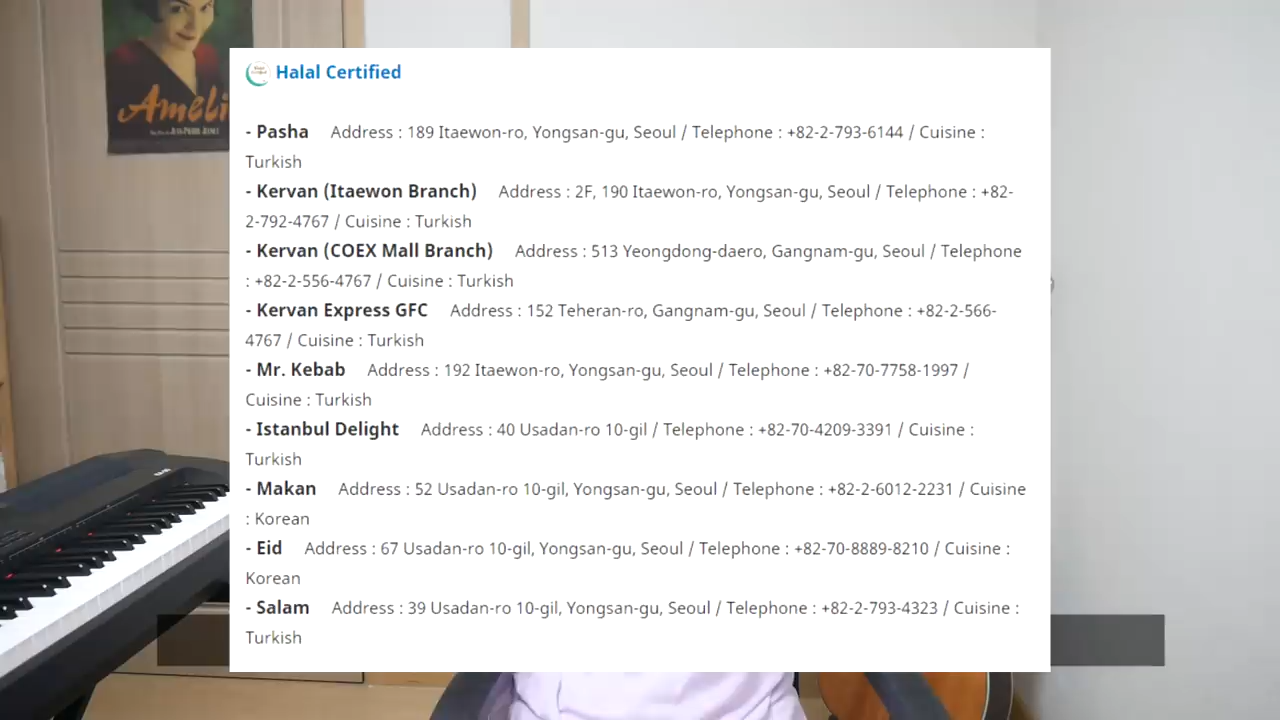 Ameli
Halal Certified
- Pasha Address : 189 Itaewon-ro, Yongsan-gu, Seoul / Telephone : +82-2-793-6144 / Cuisine :
Turkish
- Kervan (Itaewon Branch) Address : 2F, 190 Itaewon-ro, Yongsan-gu, Seoul / Telephone : +82-
2-792-4767 / Cuisine : Turkish
- Kervan (COEX Mall Branch) Address : 513 Yeongdong-daero, Gangnam-gu, Seoul / Telephone
: +82-2-556-4767 / Cuisine : Turkish
- Kervan Express GFC Address : 152 Teheran-ro, Gangnam-gu, Seoul / Telephone : +82-2-566-
4767 / Cuisine : Turkish
- Mr. Kebab Address : 192 Itaewon-ro, Yongsan-gu, Seoul / Telephone : +82-70-7758-1997 /
Cuisine : Turkish
- Istanbul Delight Address : 40 Usadan-ro 10-gil / Telephone : +82-70-4209-3391 / Cuisine :
Turkish
- Makan Address : 52 Usadan-ro 10-gil, Yongsan-gu, Seoul / Telephone : +82-2-6012-2231 / Cuisine
: Korean
- Eid Address : 67 Usadan-ro 10-gil, Yongsan-gu, Seoul / Telephone : +82-70-8889-8210 / Cuisine :
Korean
- Salam Address : 39 Usadan-ro 10-gil, Yongsan-gu, Seoul / Telephone : +82-2-793-4323 / Cuisine :
Turkish